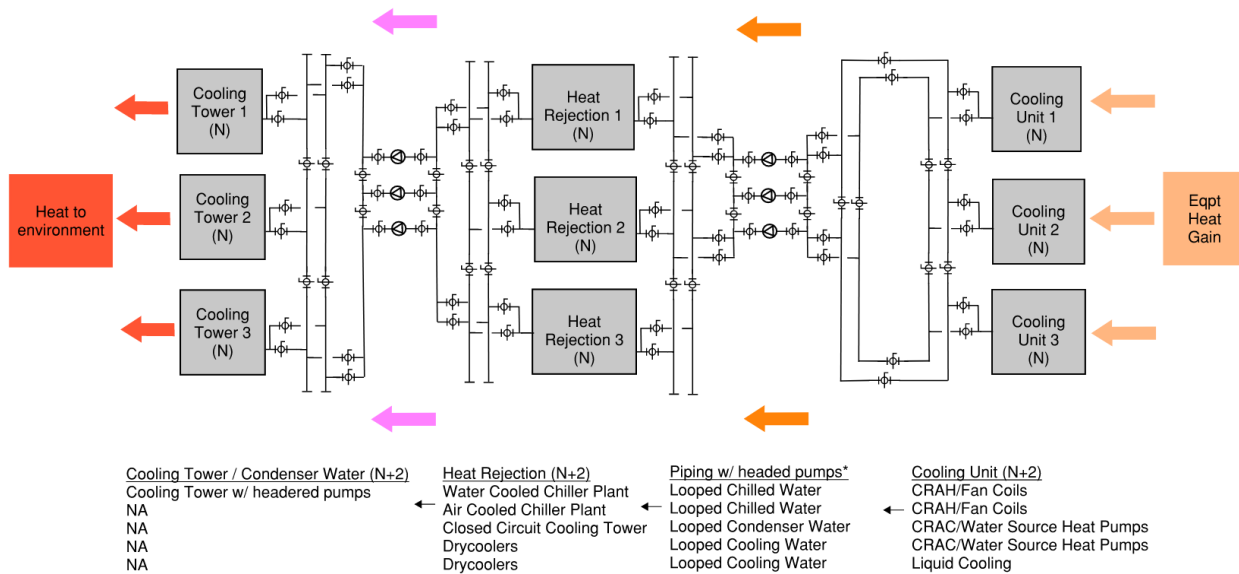 Cooling
Tower 1
(N)
Heat
Rejection 1
(N)
Cooling
Unit 1
(N)
Heat to
environment
Cooling
Tower 2
(N)
Heat
Rejection 2
(N)
Cooling
Unit 2
(N)
Eqpt
Heat
Gain
Cooling
Tower 3
(N)
Heat
Rejection 3
(N)
Cooling
Unit 3
(N)
Cooling Tower / Condenser Water (N+2)
Cooling Tower w/ headered pumps
NA
NA
NA
NA
Heat Rejection (N+2)
Water Cooled Chiller Plant
Air Cooled Chiller Plant
Closed Circuit Cooling Tower
Drycoolers
Drycoolers
Piping w/ headed pumps*
Looped Chilled Water
Looped Chilled Water
Looped Condenser Water
Looped Cooling Water
Looped Cooling Water
Cooling Unit (N+2)
CRAH/Fan Coils
CRAH/Fan Coils
CRAC/Water Source Heat Pumps
CRAC/Water Source Heat Pumps
Liquid Cooling